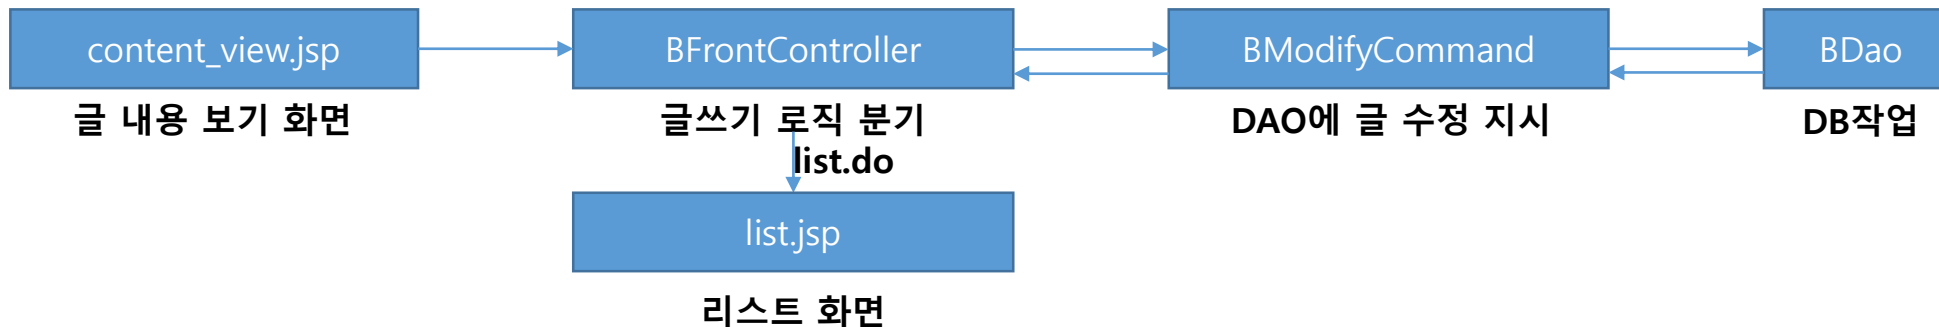 content_view.jsp
BFrontController
BModifyCommand
BDao
글 내용 보기 화면
글쓰기 로직 분기
DAO에 글 수정 지시
DB작업
list.do
list.jsp
리스트 화면